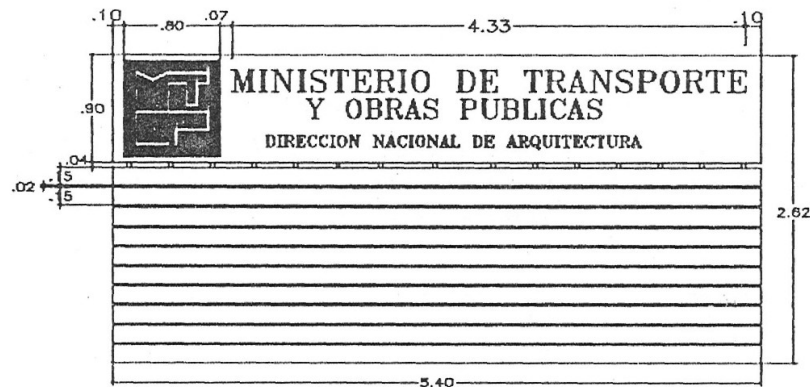 .10 .80 .07 4.33 .10
MINISTERIO DE TRANSPORTE
Y OBRAS PUBLICAS
DIRECCION NACIONAL DE ARQUITECTURA
.90
.04
.15
.02
.15
2.62
5.40